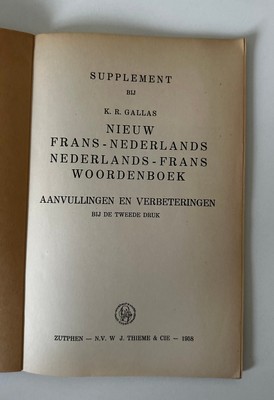 SUPPLEMENT
BIJ
K. R. GALLAS
NIEUW
FRANS-NEDERLANDS
NEDERLANDS-FRANS
WOORDENBOEK
AANVULLINGEN EN VERBETERINGEN
BIJ DE TWEEDE DRUK
ZUTPHEN — N.V. W. J. THIEME & CIE — 1958